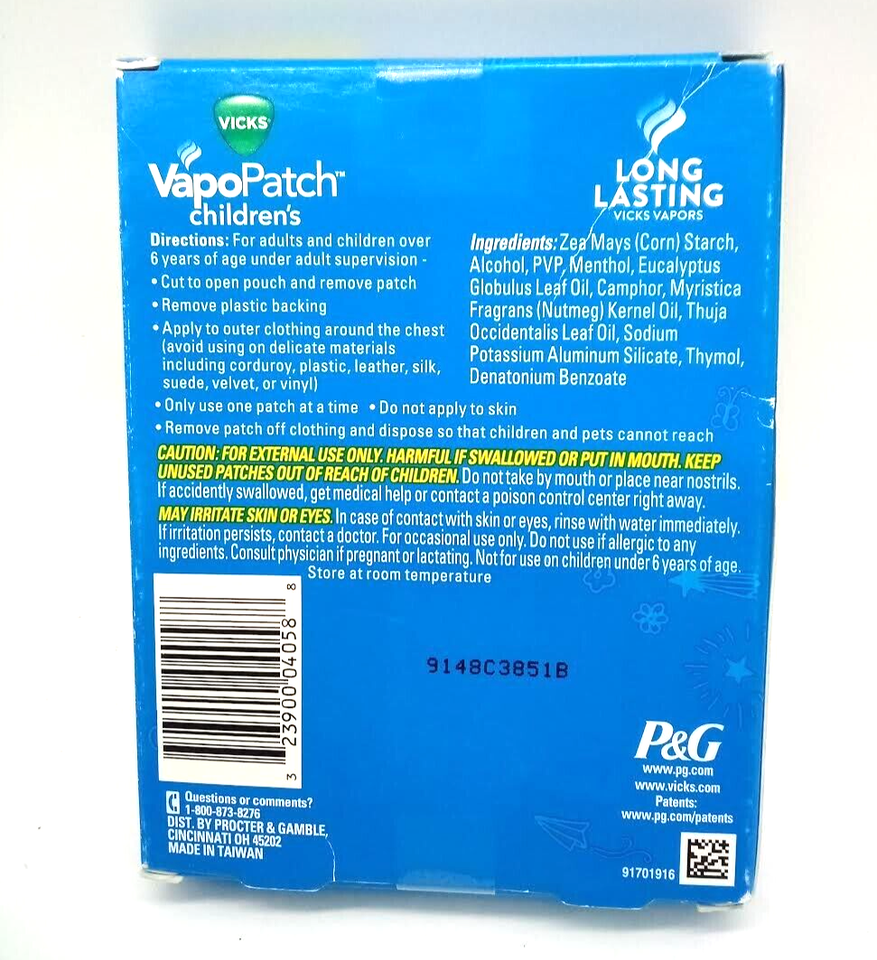 VICKS
VapoPatch™
children's
LONG
LASTING
VICKS VAPORS
Directions: For adults and children over
6 years of age under adult supervision -
• Cut to open pouch and remove patch
• Remove plastic backing
• Apply to outer clothing around the chest
(avoid using on delicate materials
including corduroy, plastic, leather, silk,
suede, velvet, or vinyl)
• Only use one patch at a time • Do not apply to skin
• Remove patch off clothing and dispose so that children and pets cannot reach
Ingredients: Zea Mays (Corn) Starch,
Alcohol, PVP, Menthol, Eucalyptus
Globulus Leaf Oil, Camphor, Myristica
Fragrans (Nutmeg) Kernel Oil, Thuja
Occidentalis Leaf Oil, Sodium
Potassium Aluminum Silicate, Thymol,
Denatonium Benzoate
CAUTION: FOR EXTERNAL USE ONLY. HARMFUL IF SWALLOWED OR PUT IN MOUTH. KEEP
UNUSED PATCHES OUT OF REACH OF CHILDREN. Do not take by mouth or place near nostrils.
If accidently swallowed, get medical help or contact a poison control center right away.
MAY IRRITATE SKIN OR EYES. In case of contact with skin or eyes, rinse with water immediately.
If irritation persists, contact a doctor. For occasional use only. Do not use if allergic to any
ingredients. Consult physician if pregnant or lactating. Not for use on children under 6 years of age.
Store at room temperature
3 23900 04058 8
9148C3851B
P&G
www.pg.com
www.vicks.com
Patents:
www.pg.com/patents
Questions or comments?
1-800-873-8276
DIST. BY PROCTER & GAMBLE,
CINCINNATI OH 45202
MADE IN TAIWAN
91701916